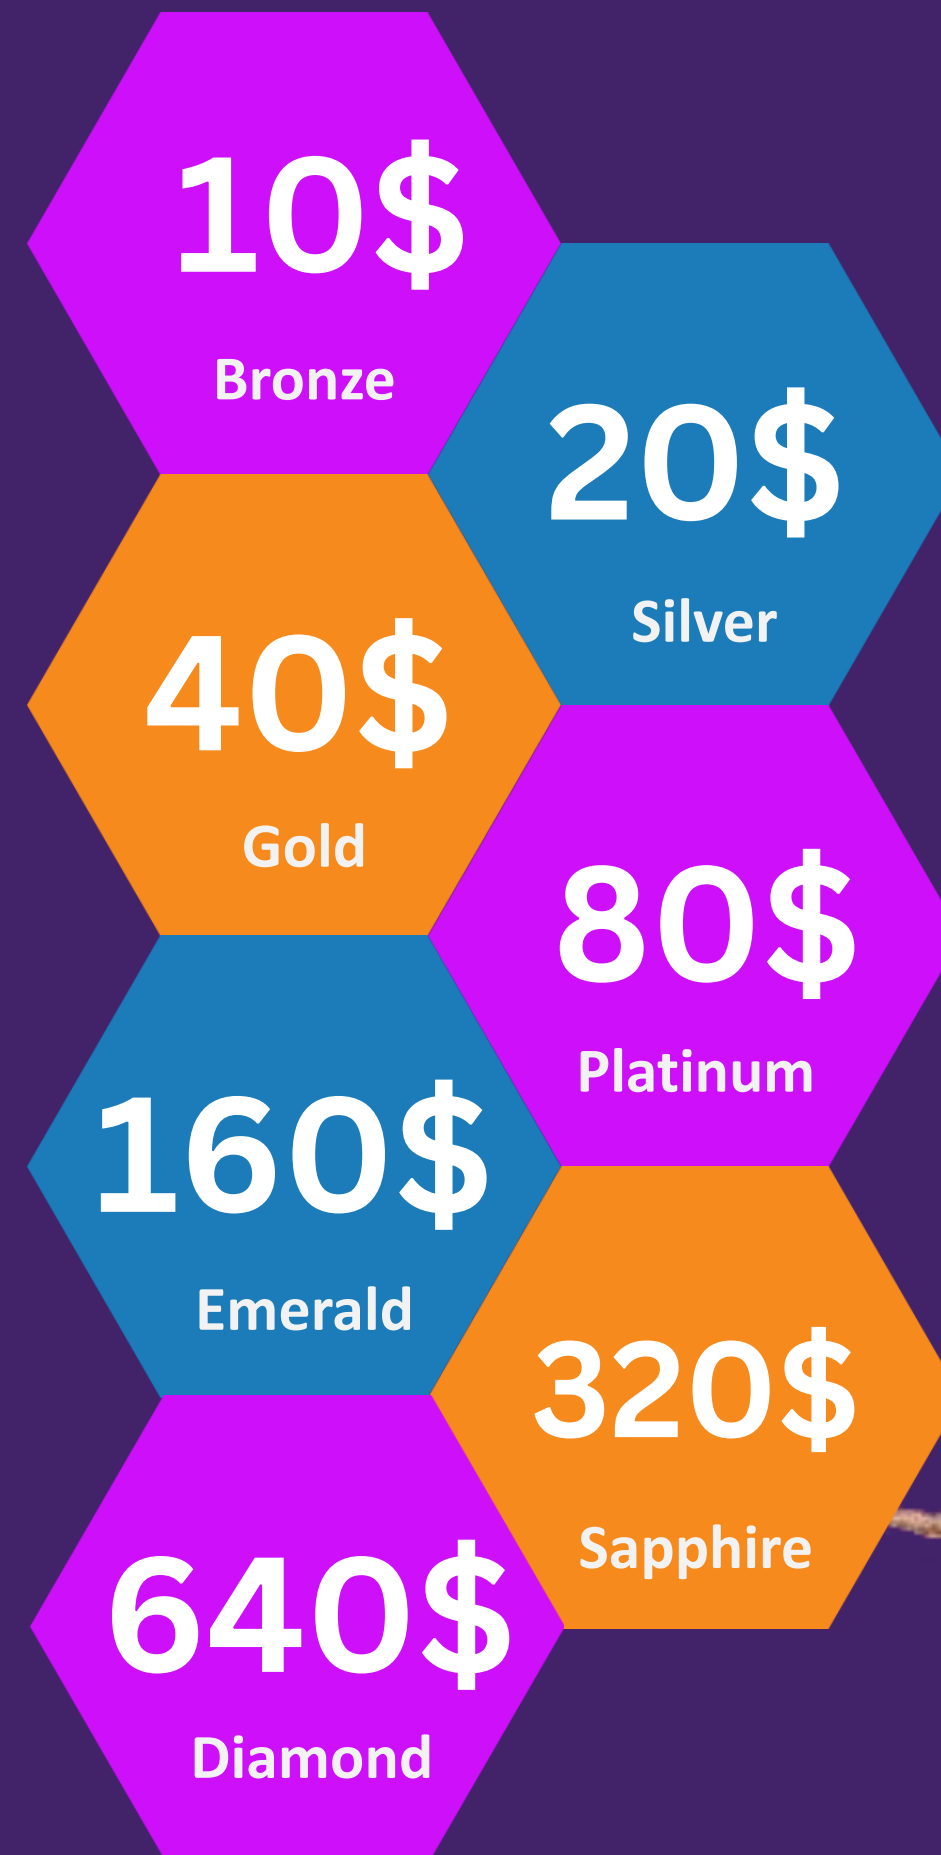 10$
Bronze
20$
Silver
40$
Gold
80$
Platinum
160$
Emerald
320$
Sapphire
640$
Diamond